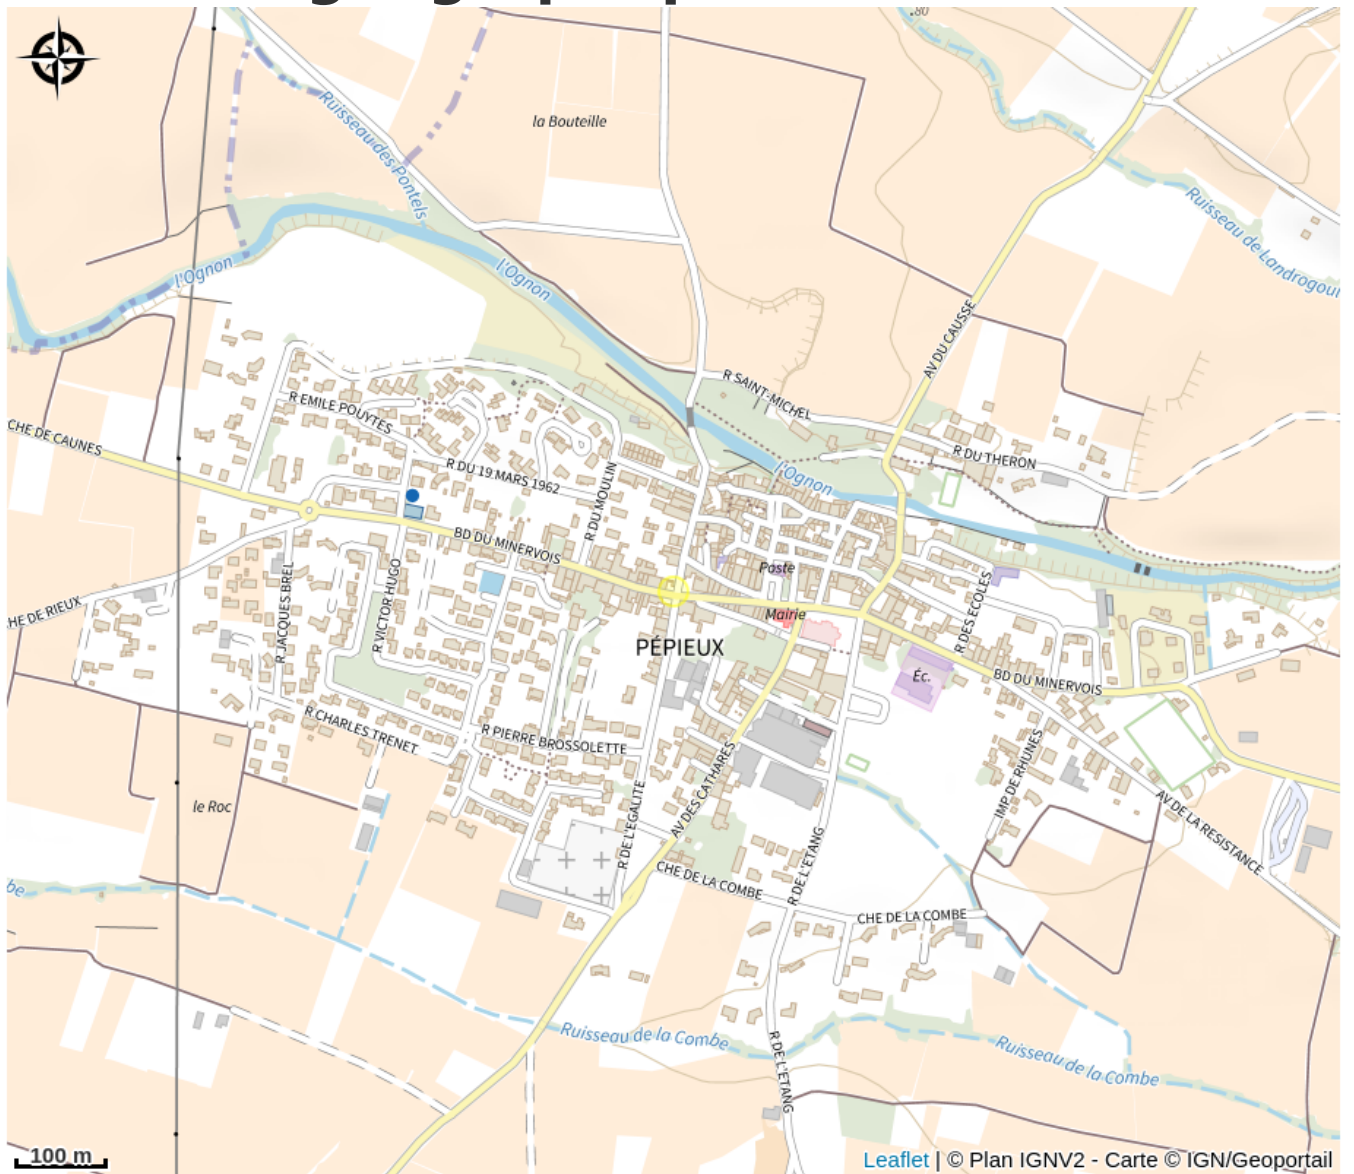 80
Ruisseau des Pontels
la Bouteille
Ruisseau de Landrogout
l'Ognon
l'Ognon
AV DU CAUSSE
R SAINT-MICHEL
R EMILE POUYTES
CHE DE CAUNES
R DU THERON
R DU 19 MARS 1962
R DU MOULIN
l'Ognon
BD DU MINERVOIS
Poste
R JACQUES BREL
R VICTOR HUGO
R DES ECOLES
HE DE RIEUX
Mairie
PÉPIEUX
Éc.
BD DU MINERVOIS
R CHARLES TRENET
R PIERRE BROSSOLETTE
IMP DE RHUNES
le Roc
R DE L'EGALITE
AV DES CATHARES
AV DE LA RESISTANCE
R DE L'ETANG
CHE DE LA COMBE
be
CHE DE LA COMBE
Ruisseau de la Combe
Ruisseau de la Combe
R DE L'ETANG
100 m
Leaflet | © Plan IGNV2 - Carte © IGN/Geoportail